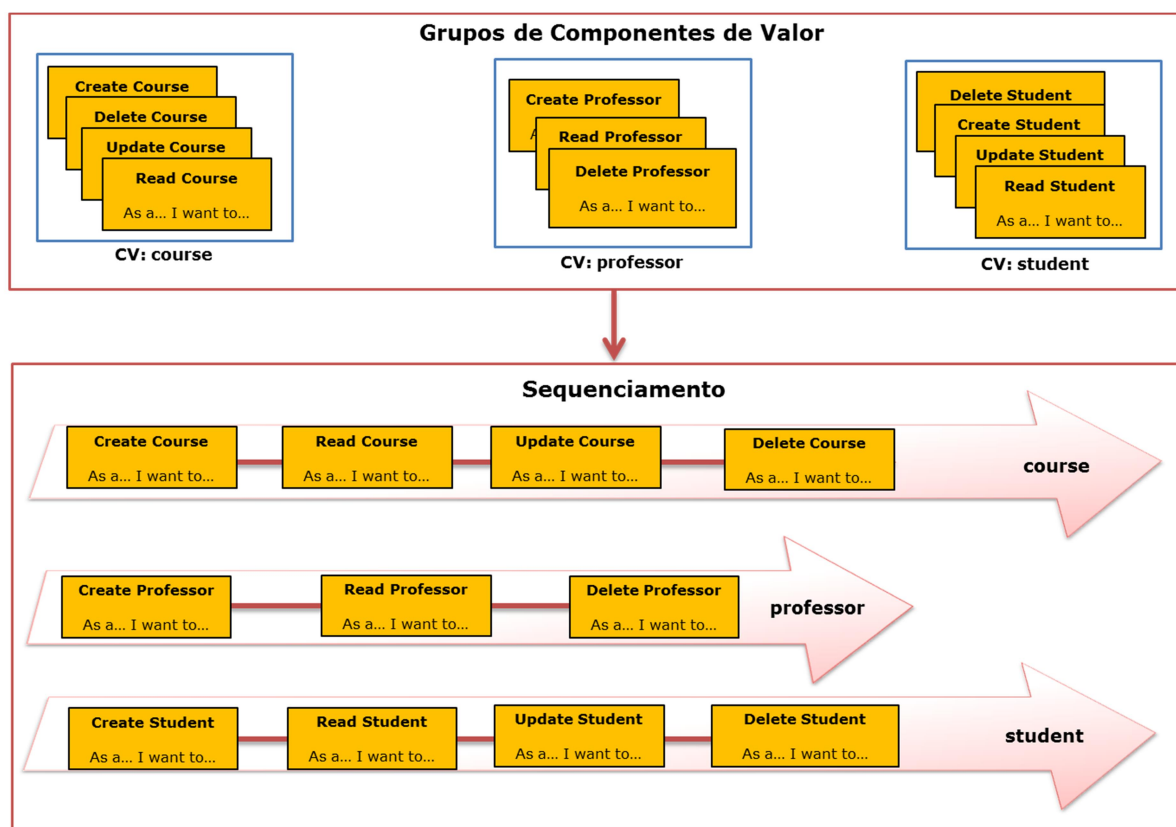 Grupos de Componentes de Valor
Create Course
Delete Course
Update Course
Read Course
As a... I want to...
CV: course
Create Professor
As
Read Professor
Delete Professor
As a... I want to...
CV: professor
Delete Student
Create Student
Update Student
Read Student
As a... I want to...
CV: student
Sequenciamento
Create Course
As a... I want to...
Read Course
As a... I want to...
Update Course
As a... I want to...
Delete Course
As a... I want to...
course
Create Professor
As a... I want to...
Read Professor
As a... I want to...
Delete Professor
As a... I want to...
professor
Create Student
As a... I want to...
Read Student
As a... I want to...
Update Student
As a... I want to...
Delete Student
As a... I want to...
student